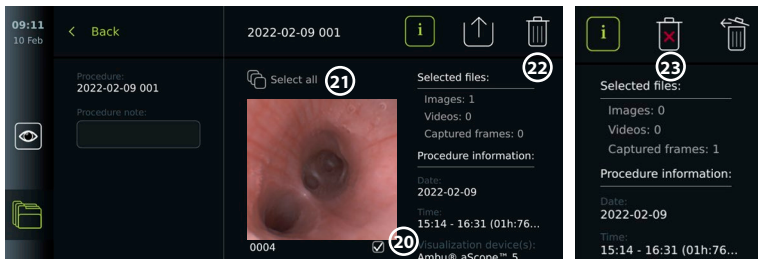 09:11
10 Feb
Back
2022-02-09 001
i
22
Procedure:
2022-02-09 001
Procedure note:
Select all
21
0004
20
Selected files:
Images: 1
Videos: 0
Captured frames: 0
Procedure information:
Date:
2022-02-09
Time:
15:14 - 16:31 (01h:76...
Visualization device(s):
Ambu® aScope™ 5
i
23
Selected files:
Images: 0
Videos: 0
Captured frames: 1
Procedure information:
Date:
2022-02-09
Time:
15:14 - 16:31 (01h:76...